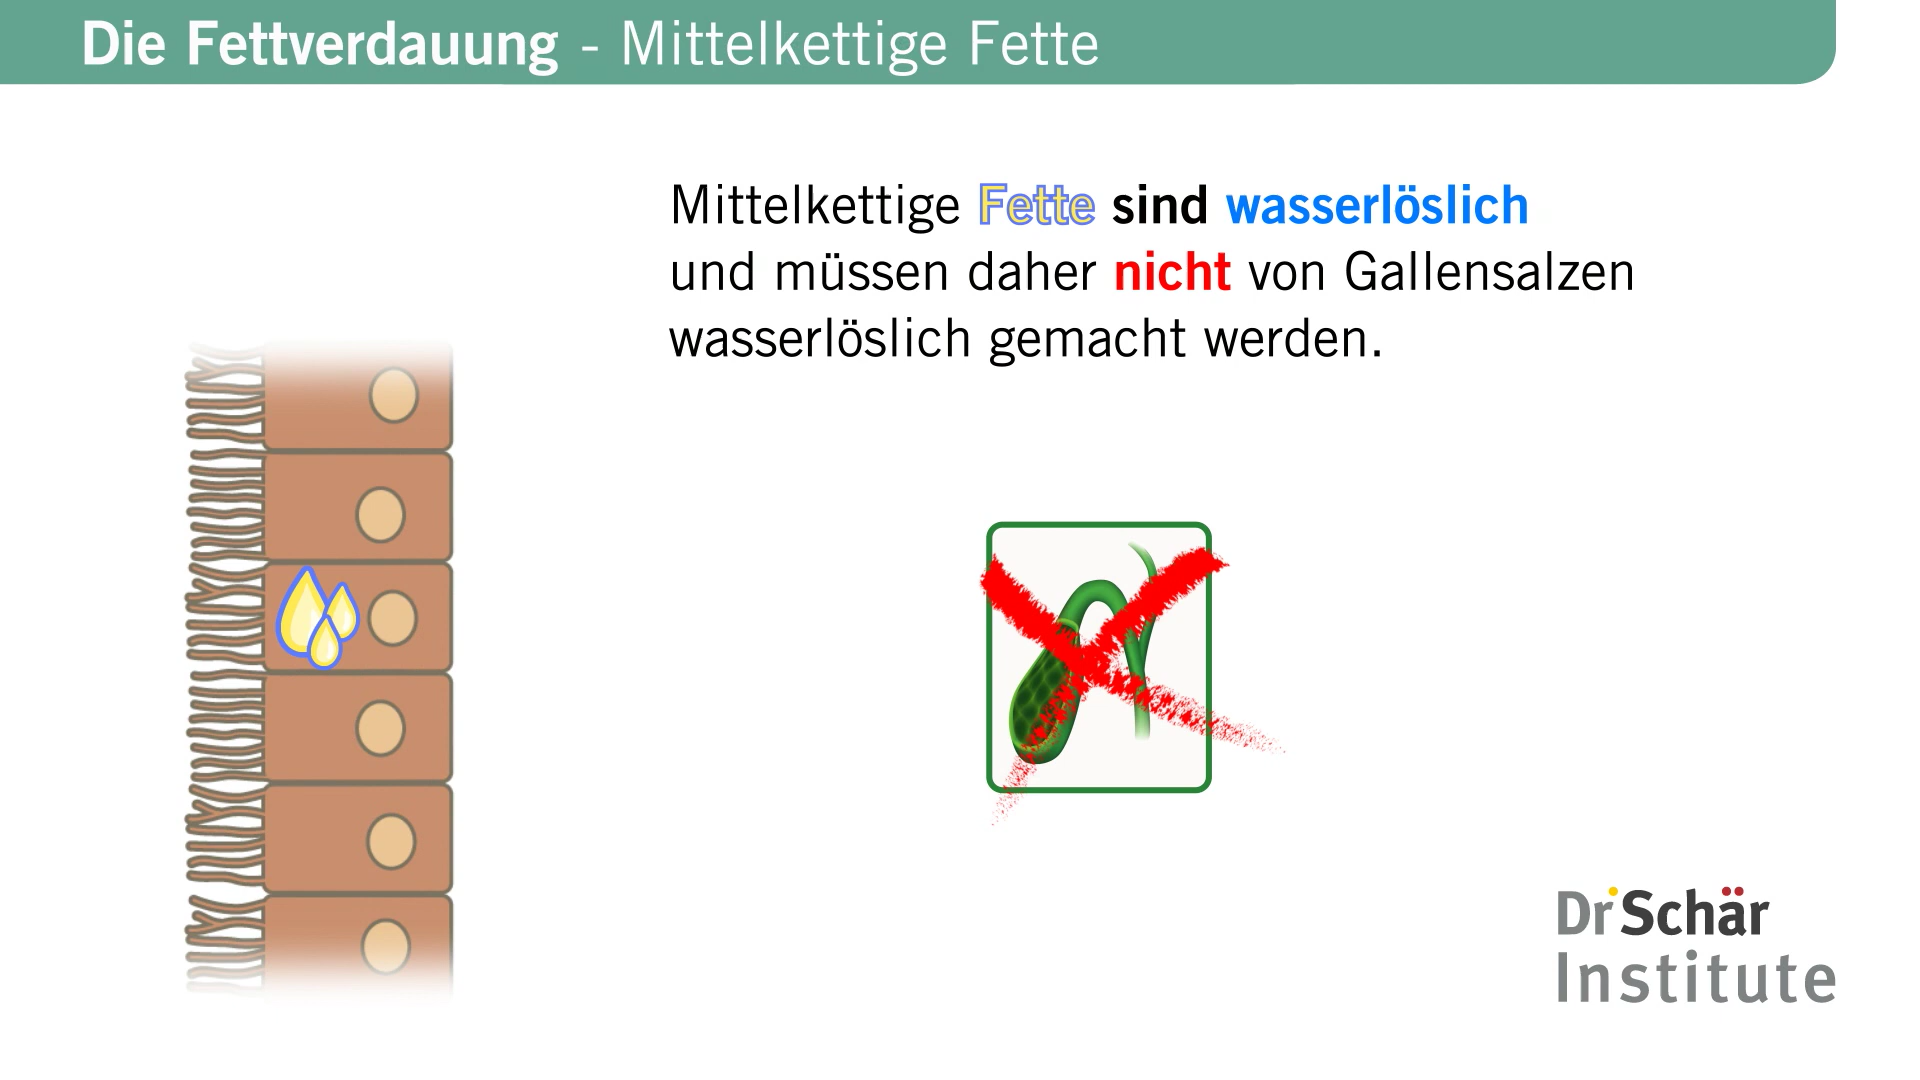 Die Fettverdauung - Mittelkettige Fette
Mittelkettige Fette sind wasserlöslich
und müssen daher nicht von Gallensalzen
wasserlöslich gemacht werden.
Dr Schär
Institute